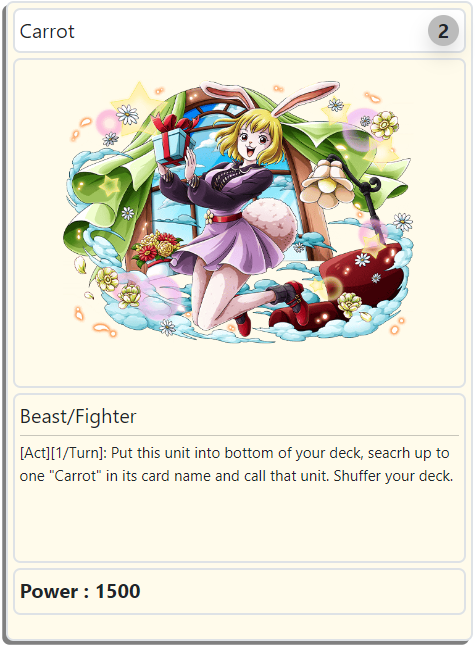 Carrot
2
Beast/Fighter
[Act][1/Turn]: Put this unit into bottom of your deck, seacrh up to
one "Carrot" in its card name and call that unit. Shuffer your deck.
Power : 1500